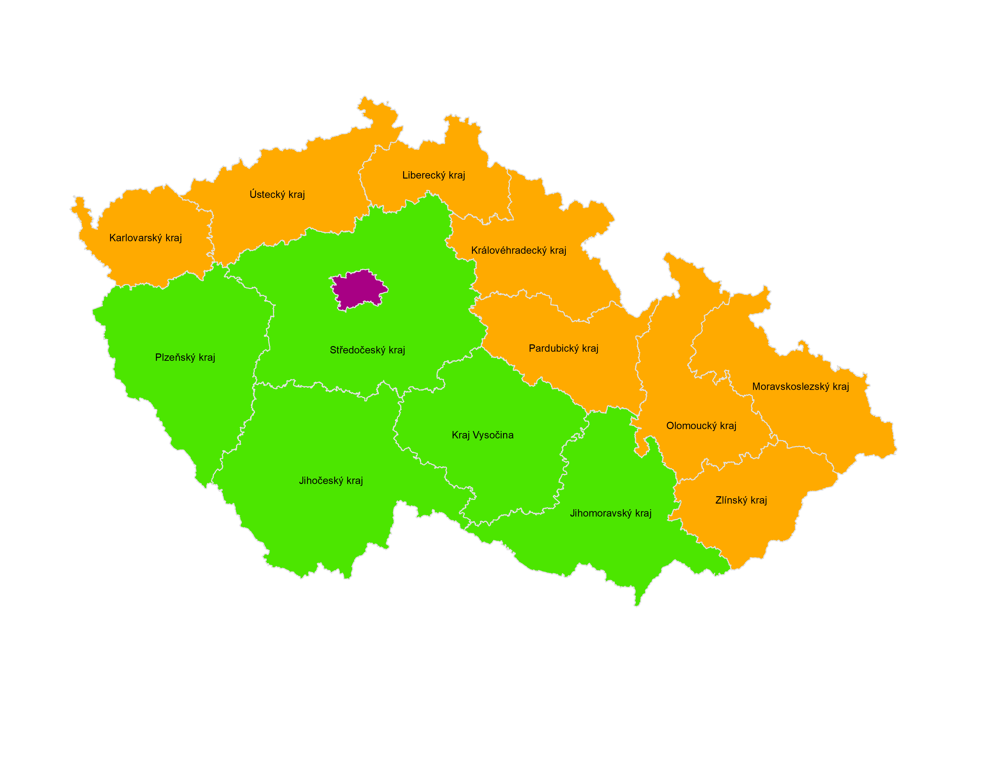 Liberecký kraj
Ústecký kraj
Karlovarský kraj
Královéhradecký kraj
Pardubický kraj
Středočeský kraj
Plzeňský kraj
Moravskoslezský kraj
Olomoucký kraj
Kraj Vysočina
Jihočeský kraj
Zlínský kraj
Jihomoravský kraj